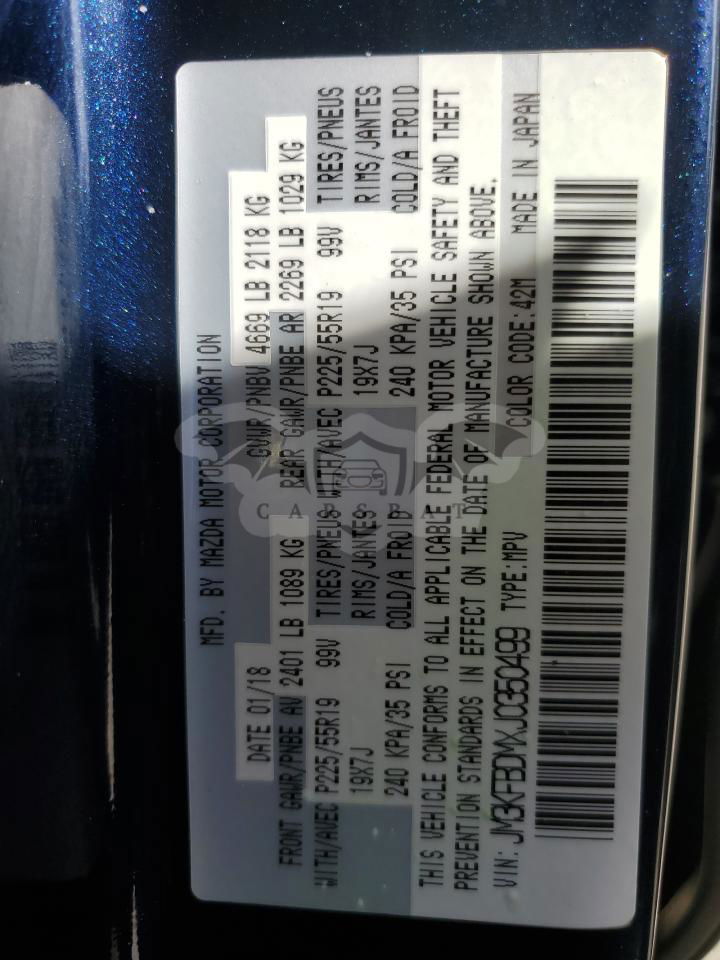 MFD. BY MAZDA MOTOR CORPORATION
DATE 01/18 GVWR/PNBV 4669 LB 2118 KG
FRONT GAWR/PNBE AV 2401 LB 1089 KG REAR GAWR/PNBE AR 2269 LB 1029 KG
WITH/AVEC P225/55R19 99V TIRES/PNEUS WITH/AVEC P225/55R19 99V TIRES/PNEUS
19X7J RIMS/JANTES 19X7J RIMS/JANTES
240 KPA/35 PSI COLD/A FROID 240 KPA/35 PSI COLD/A FROID
THIS VEHICLE CONFORMS TO ALL APPLICABLE FEDERAL MOTOR VEHICLE SAFETY AND THEFT
PREVENTION STANDARDS IN EFFECT ON THE DATE OF MANUFACTURE SHOWN ABOVE.
VIN: JM3KFBDMXJ0350499 TYPE: MPV COLOR CODE: 42M MADE IN JAPAN
CARSBAT